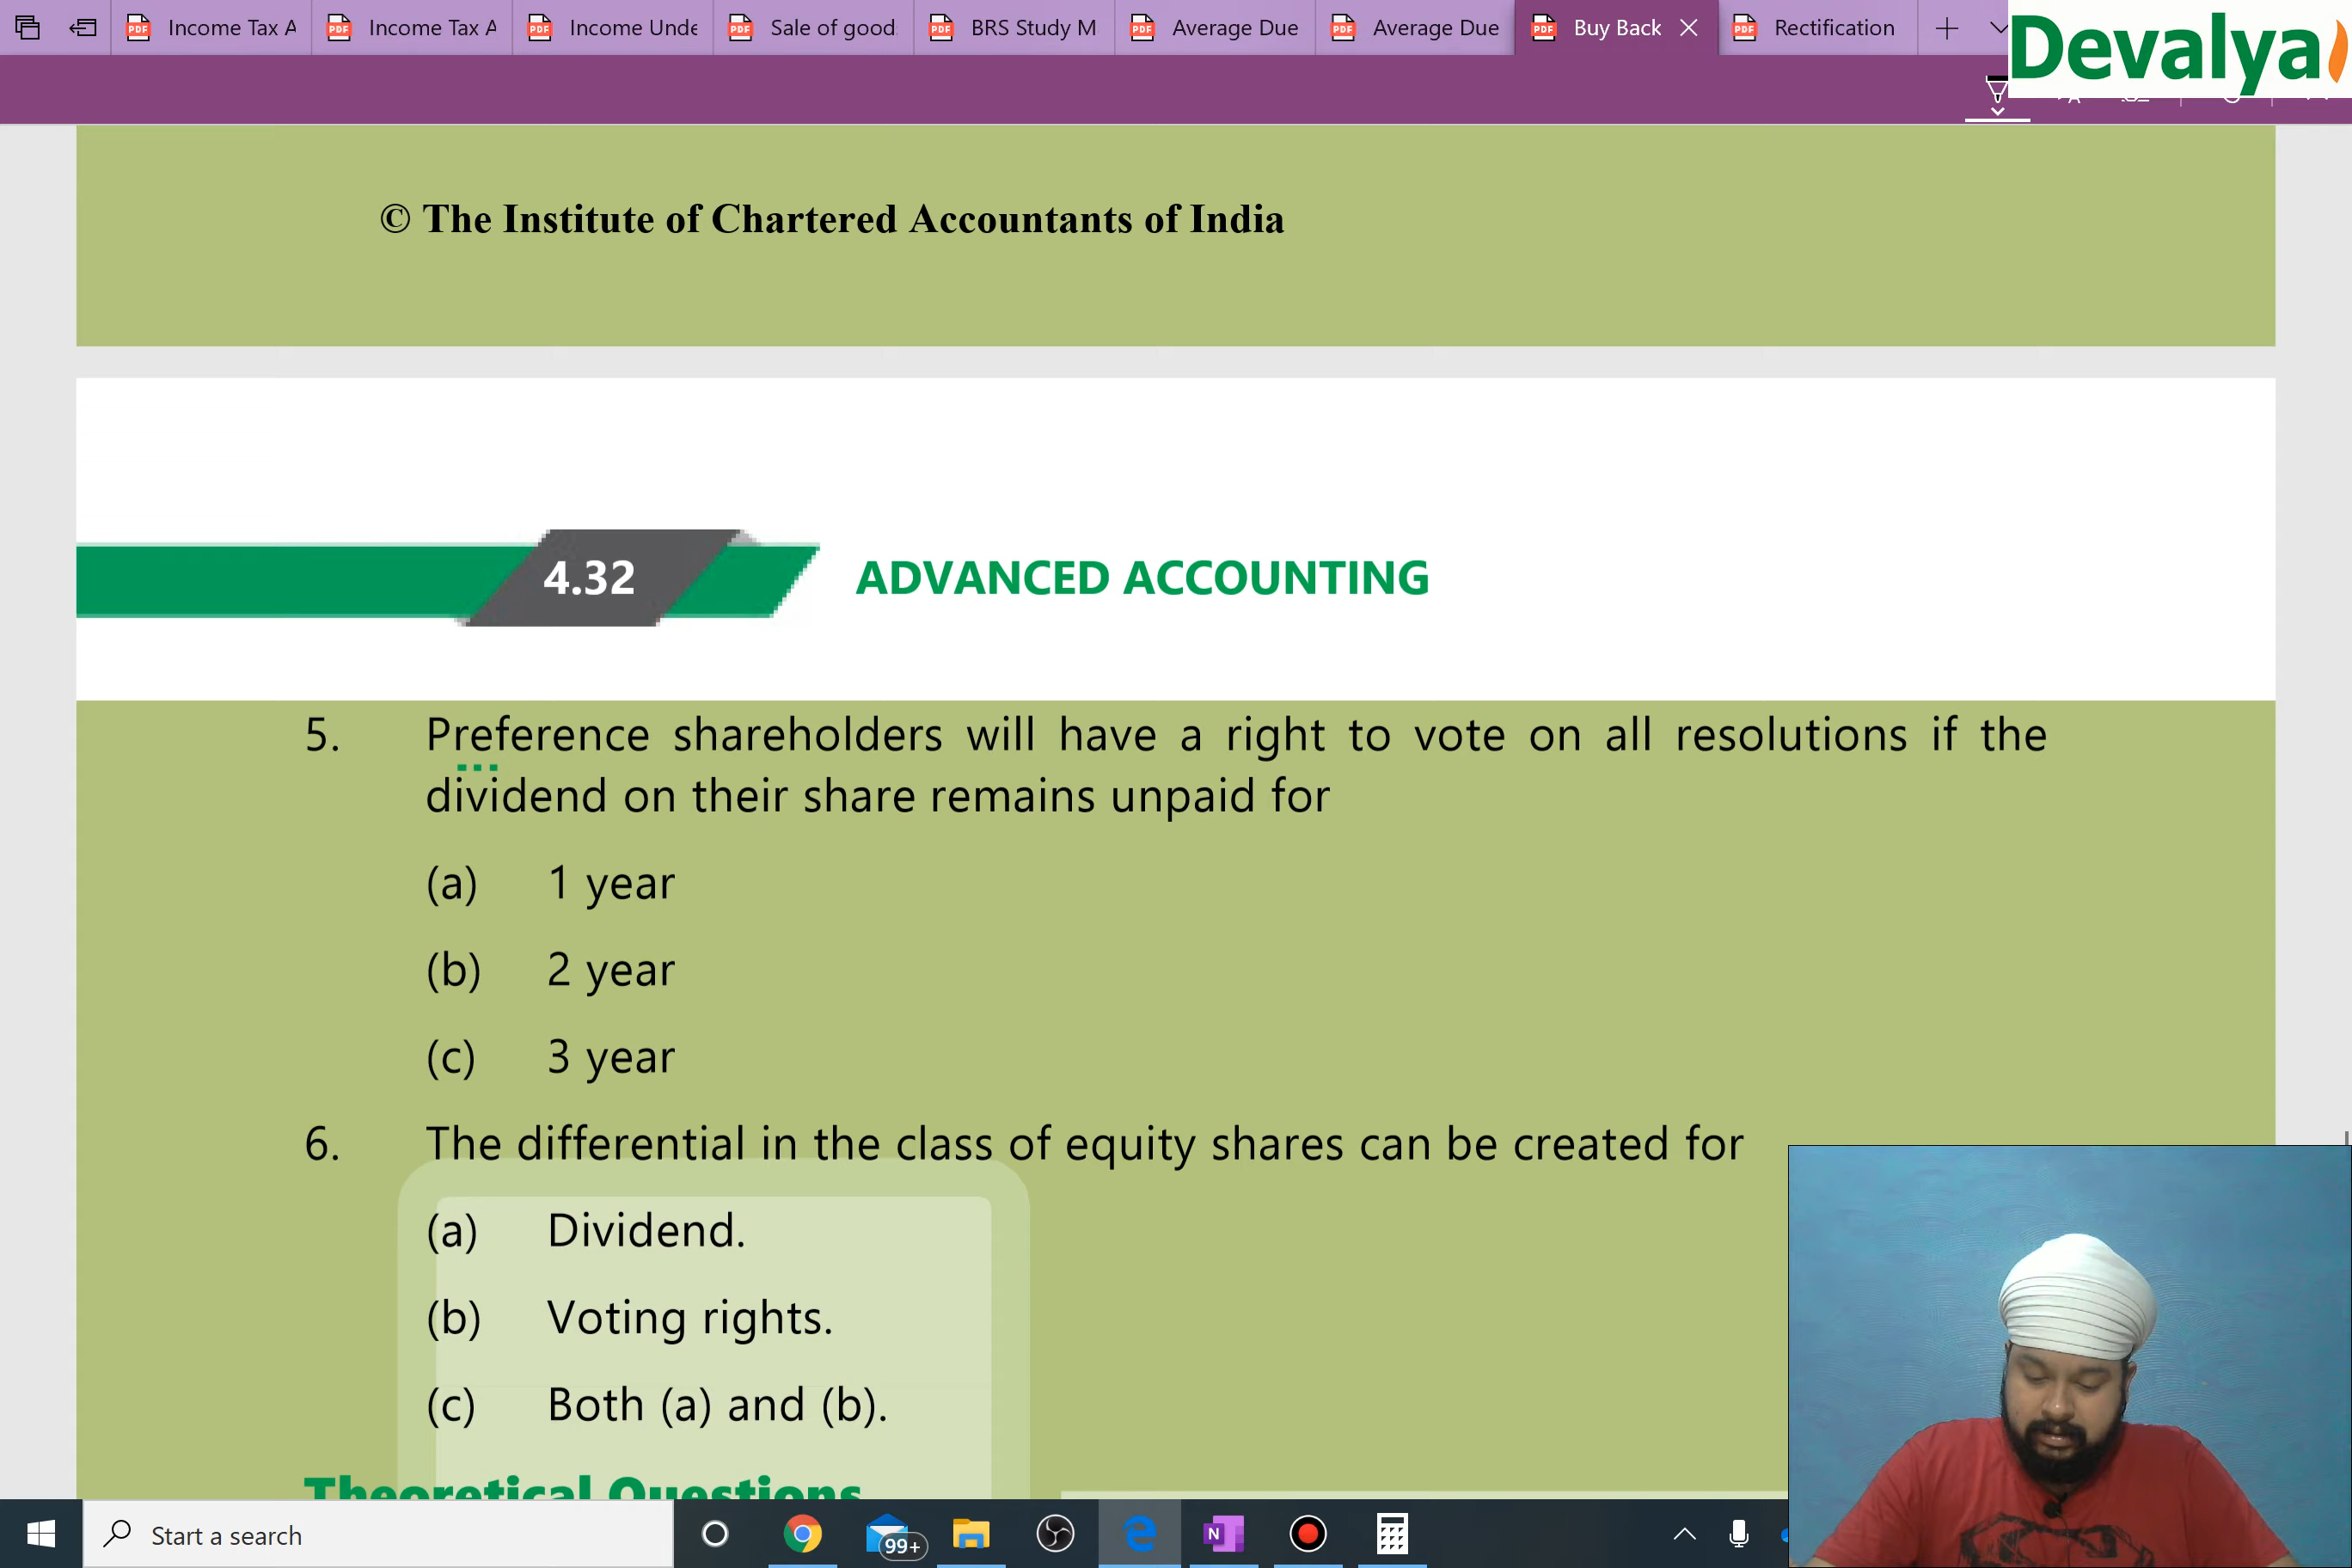 Income Tax A
Income Tax A
Income Unde
Sale of good
BRS Study M
Average Due
Average Due
Buy Back
Rectification
Devalya
© The Institute of Chartered Accountants of India
4.32
ADVANCED ACCOUNTING
5. Preference shareholders will have a right to vote on all resolutions if the
dividend on their share remains unpaid for
(a) 1 year
(b) 2 year
(c) 3 year
6. The differential in the class of equity shares can be created for
(a) Dividend.
(b) Voting rights.
(c) Both (a) and (b).
Theoretical Questions
Start a search
99+